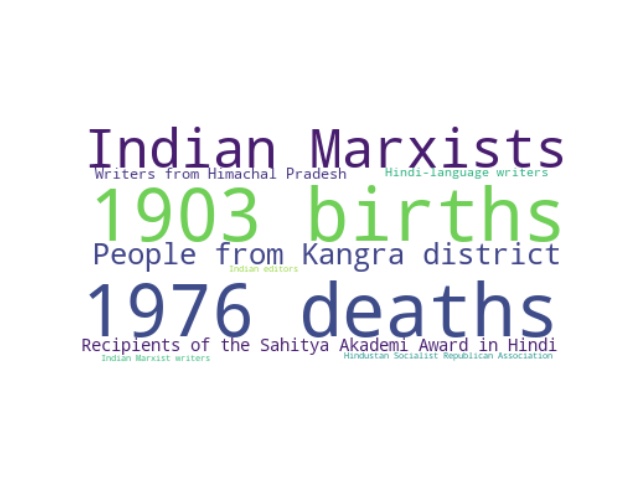 Indian Marxists
Writers from Himachal Pradesh
Hindi-language writers
1903 births
People from Kangra district
Indian editors
1976 deaths
Recipients of the Sahitya Akademi Award in Hindi
Indian Marxist writers
Hindustan Socialist Republican Association